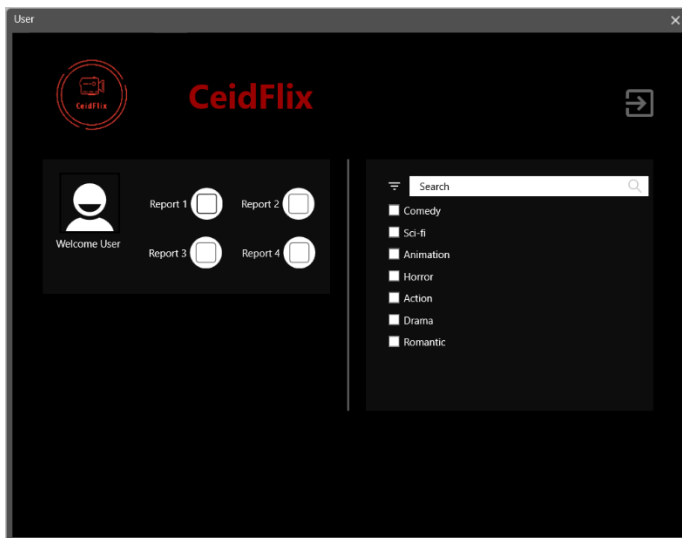 User
CeidFlix
CeidFlix
Report 1
Report 2
Welcome User
Report 3
Report 4
Search
Comedy
Sci-fi
Animation
Horror
Action
Drama
Romantic